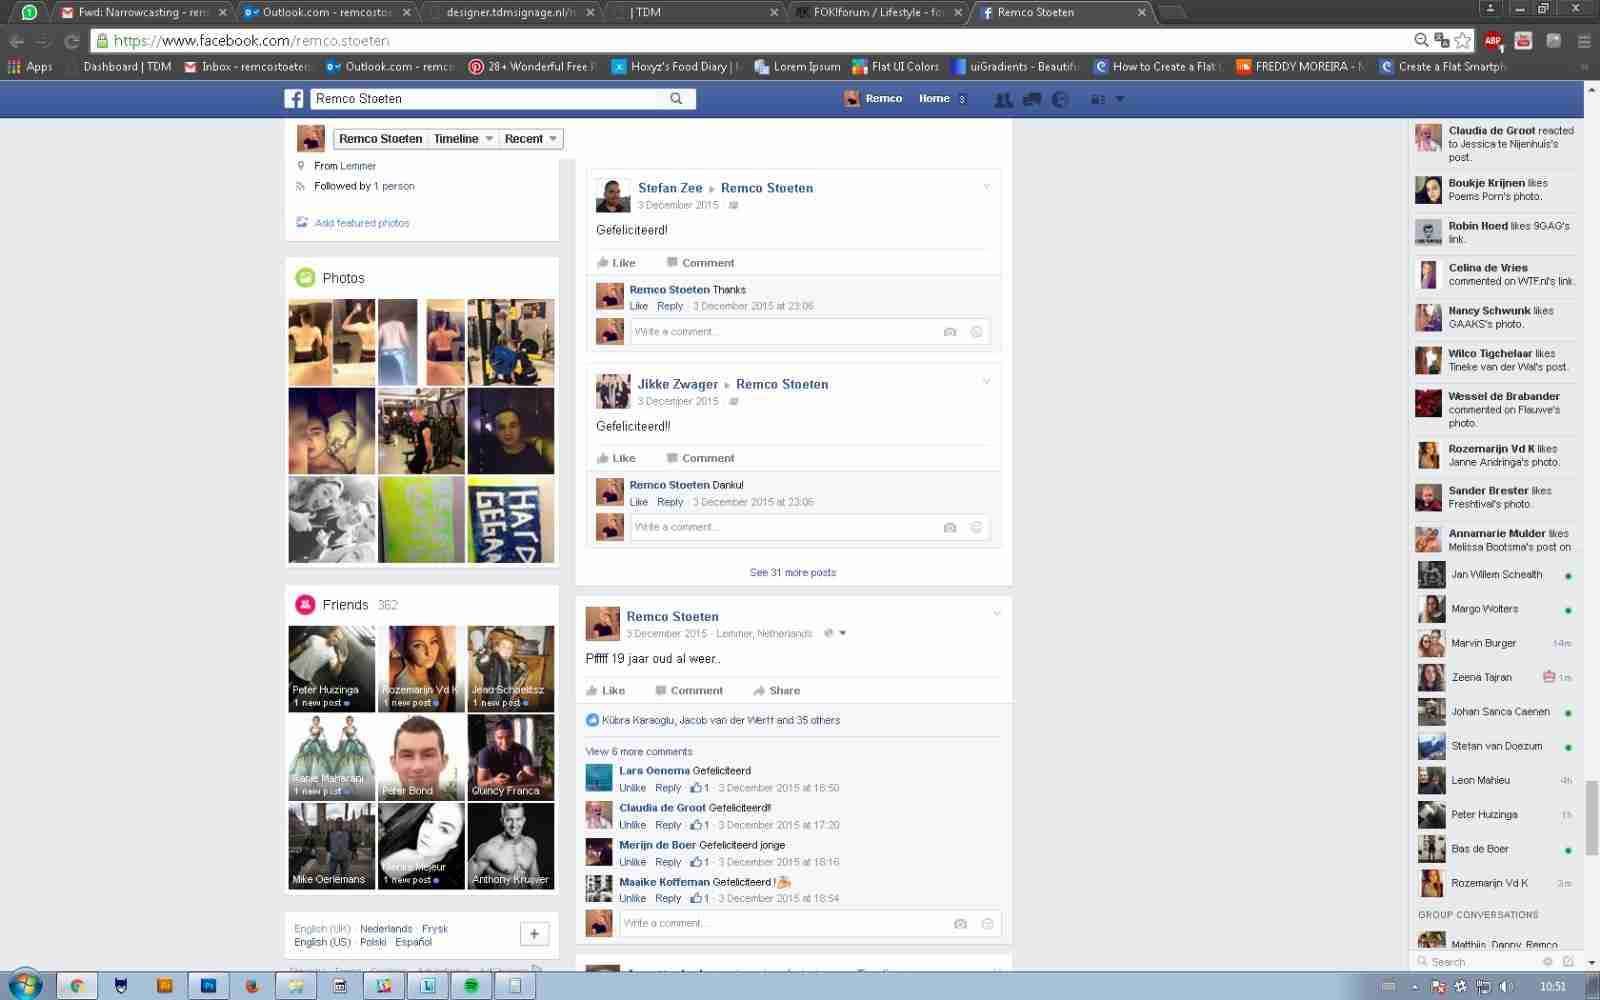 Fwd: Narrowcasting - rem
Outlook.com - remcostoe
designer.tdmsignage.nl/n
| TDM
FOK!forum / Lifestyle - fo
Remco Stoeten
https://www.facebook.com/remco.stoeten
Apps
Dashboard | TDM
Inbox - remcostoeten
Outlook.com - remcs
28+ Wonderful Free P
Hoxyz's Food Diary |
Lorem Ipsum
Flat UI Colors
uiGradients - Beautifu
How to Create a Flat
FREDDY MOREIRA - N
Create a Flat Smartph
Remco Stoeten
Remco
Home 3
Remco Stoeten
Timeline
Recent
From Lemmer
Followed by 1 person
Add featured photos
Photos
HARD
GEGA
Friends 362
Peter Huizinga
1 new post
Rozemarijn Vd K
1 new post
1 new post
1 new post
Peter Bond
Quincy Franca
Mike Oerlemans
1 new post
English (UK) · Nederlands · Frysk
English (US) · Polski · Español
+
Stefan Zee ▸ Remco Stoeten
3 December 2015
Gefeliciteerd!
Like
Comment
Remco Stoeten Thanks
Like Reply · 3 December 2015 at 23:06
Write a comment...
Jikke Zwager ▸ Remco Stoeten
3 December 2015
Gefeliciteerd!!
Like
Comment
Remco Stoeten Danku!
Like Reply · 3 December 2015 at 23:06
Write a comment...
See 31 more posts
Remco Stoeten
3 December 2015 · Lemmer, Netherlands
Pfffff 19 jaar oud al weer..
Like
Comment
Share
Kübra Karaoglu, Jacob van der Werff and 35 others
View 6 more comments
Lars Oenema Gefeliciteerd
Unlike Reply · 1 · 3 December 2015 at 16:50
Claudia de Groot Gefeliciteerd!!
Unlike Reply · 1 · 3 December 2015 at 17:20
Merijn de Boer Gefeliciteerd jonge
Unlike Reply · 1 · 3 December 2015 at 18:16
Maaike Koffeman Gefeliciteerd!
Unlike Reply · 1 · 3 December 2015 at 18:54
Write a comment...
Claudia de Groot reacted
to Jessica te Nijenhuis's
post.
Boukje Krijnen likes
Poems Porn's photo.
Robin Hoed likes 9GAG's
link.
Celina de Vries
commented on WTF.nl's link.
Nancy Schwunk likes
GAAKS's photo.
Wilco Tigchelaar likes
Tineke van der Wal's post.
Wessel de Brabander
commented on Flauwe's
photo.
Rozemarijn Vd K likes
Janne Andringa's photo.
Sander Brester likes
Freshtival's photo.
Annamarie Mulder likes
Melissa Bootsma's post on
Jan Willem Schealth
Margo Wolters
Marvin Burger 14m
Zeena Tajran 1m
Johan Sanca Caenen
Stefan van Doezum
Leon Mahieu 4h
Peter Huizinga 1h
Bas de Boer
Rozemarijn Vd K 3m
GROUP CONVERSATIONS
Matthijs, Danny, Remco
Search
10:51